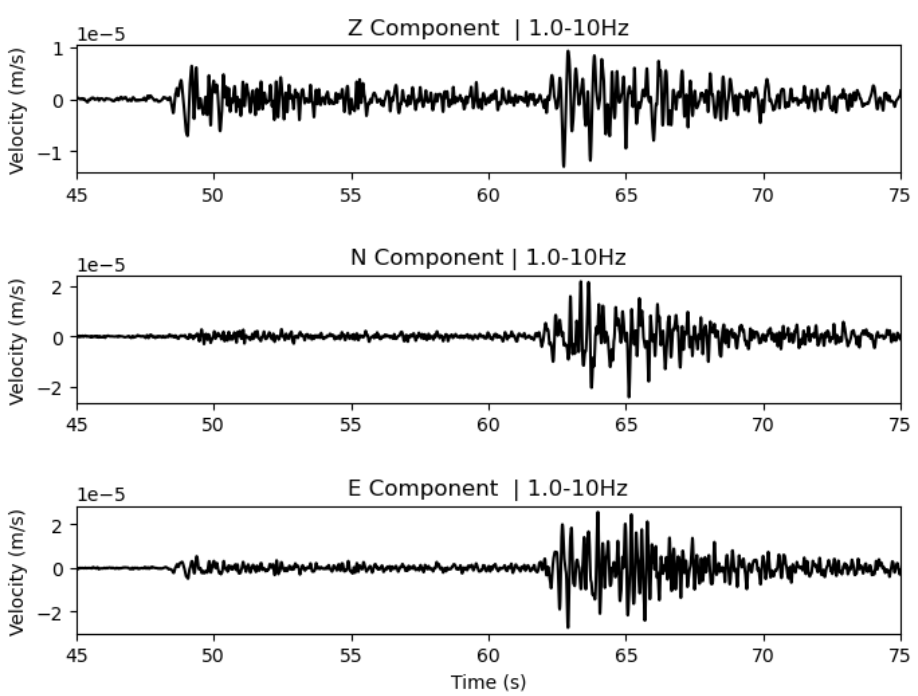 Z Component | 1.0-10Hz
1e−5
Velocity (m/s)
1
0
−1
45 50 55 60 65 70 75
N Component | 1.0-10Hz
1e−5
Velocity (m/s)
2
0
−2
45 50 55 60 65 70 75
E Component | 1.0-10Hz
1e−5
Velocity (m/s)
2
0
−2
45 50 55 60 65 70 75
Time (s)